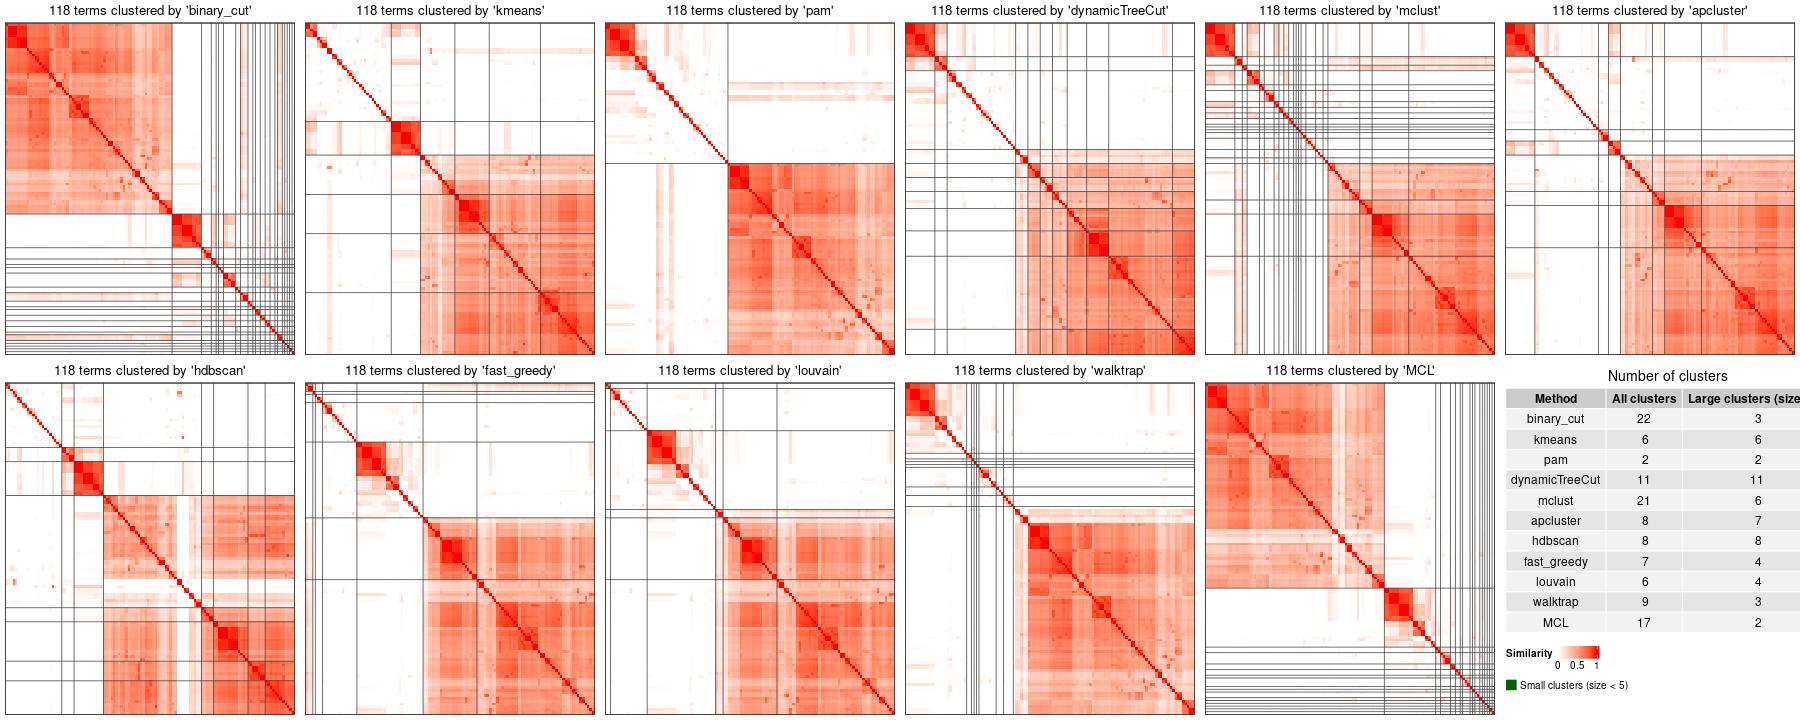 118 terms clustered by 'binary_cut'
118 terms clustered by 'kmeans'
118 terms clustered by 'pam'
118 terms clustered by 'dynamicTreeCut'
118 terms clustered by 'mclust'
118 terms clustered by 'apcluster'
118 terms clustered by 'hdbscan'
118 terms clustered by 'fast_greedy'
118 terms clustered by 'louvain'
118 terms clustered by 'walktrap'
118 terms clustered by 'MCL'
Number of clusters
Method All clusters Large clusters (size
binary_cut 22 3
kmeans 6 6
pam 2 2
dynamicTreeCut 11 11
mclust 21 6
apcluster 8 7
hdbscan 8 8
fast_greedy 7 4
louvain 6 4
walktrap 9 3
MCL 17 2
Similarity
0 0.5 1
Small clusters (size < 5)